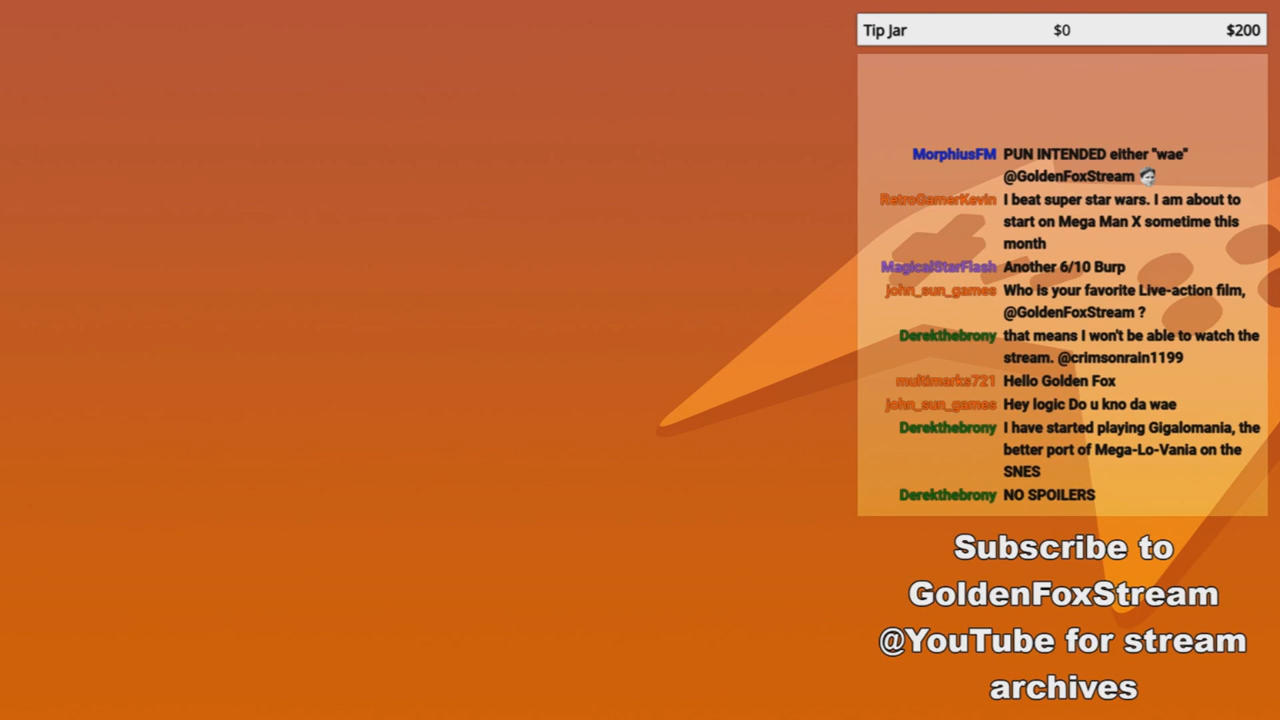 Tip Jar $0 $200
MorphiusFM PUN INTENDED either "wae"
@GoldenFoxStream
RetroGamerKevin I beat super star wars. I am about to
start on Mega Man X sometime this
month
MagicalStarFlash Another 6/10 Burp
john_sun_games Who is your favorite Live-action film,
@GoldenFoxStream ?
Derekthebrony that means I won't be able to watch the
stream. @crimsonrain1199
multimarks721 Hello Golden Fox
john_sun_games Hey logic Do u kno da wae
Derekthebrony I have started playing Gigalomania, the
better port of Mega-Lo-Vania on the
SNES
Derekthebrony NO SPOILERS
Subscribe to
GoldenFoxStream
@YouTube for stream
archives